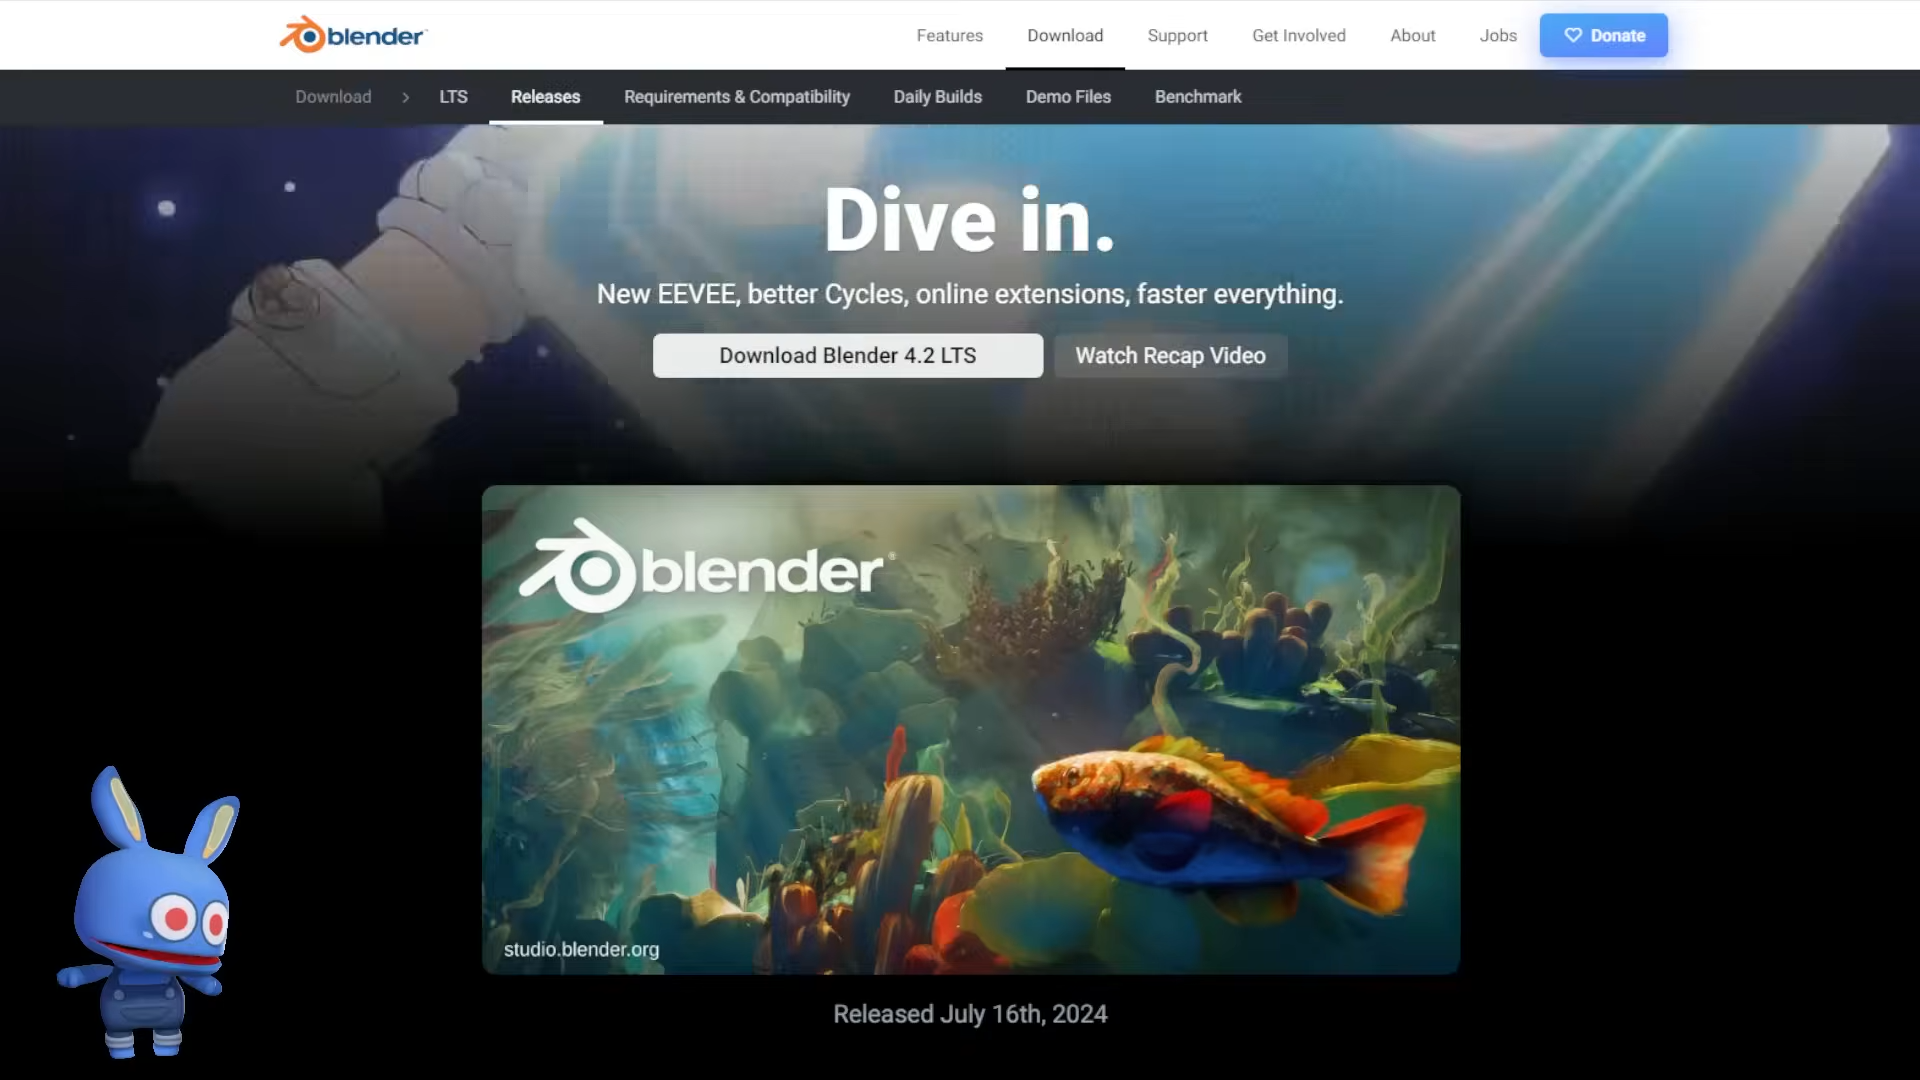 blender
Features
Download
Support
Get Involved
About
Jobs
Donate
Download
LTS
Releases
Requirements & Compatibility
Daily Builds
Demo Files
Benchmark
Dive in.
New EEVEE, better Cycles, online extensions, faster everything.
Download Blender 4.2 LTS
Watch Recap Video
blender®
studio.blender.org
Released July 16th, 2024